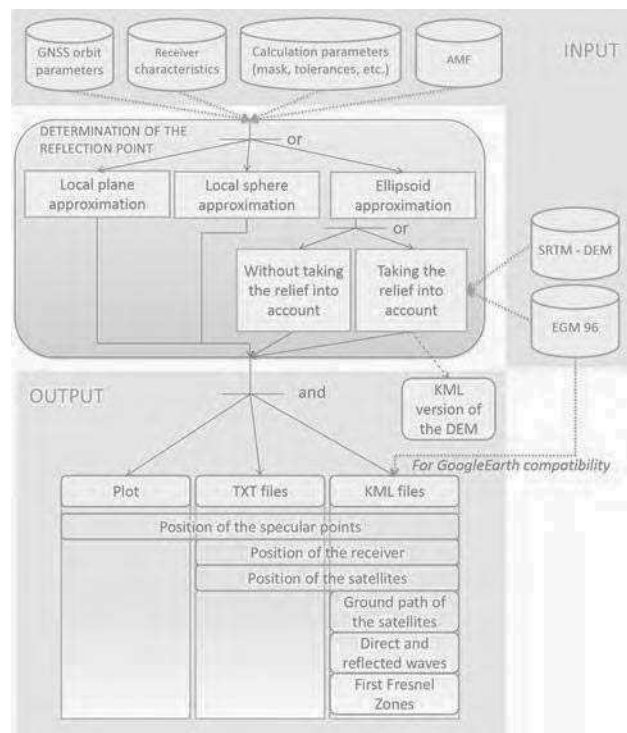 GNSS orbit
parameters
Receiver
characteristics
Calculation parameters
(mask, tolerances, etc.)
AMF
INPUT
DETERMINATION OF THE
REFLECTION POINT
or
Local plane
approximation
Local sphere
approximation
Ellipsoid
approximation
or
Without taking
the relief into
account
Taking the
relief into
account
SRTM - DEM
EGM 96
OUTPUT
and
KML
version of
the DEM
For GoogleEarth compatibility
Plot
TXT files
KML files
Position of the specular points
Position of the receiver
Position of the satellites
Ground path of
the satellites
Direct and
reflected waves
First Fresnel
Zones